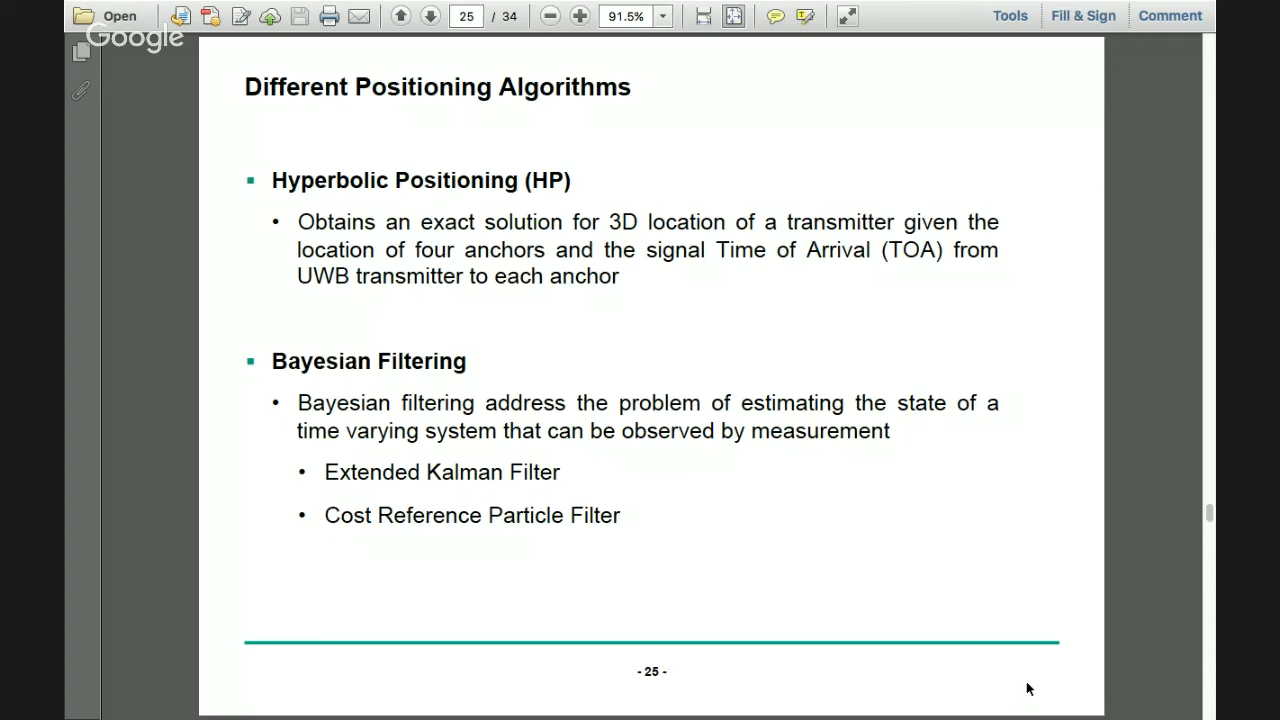 Open
25 / 34
91.5%
Tools
Fill & Sign
Comment
Google
Different Positioning Algorithms
Hyperbolic Positioning (HP)
• Obtains an exact solution for 3D location of a transmitter given the
location of four anchors and the signal Time of Arrival (TOA) from
UWB transmitter to each anchor
Bayesian Filtering
• Bayesian filtering address the problem of estimating the state of a
time varying system that can be observed by measurement
• Extended Kalman Filter
• Cost Reference Particle Filter
- 25 -